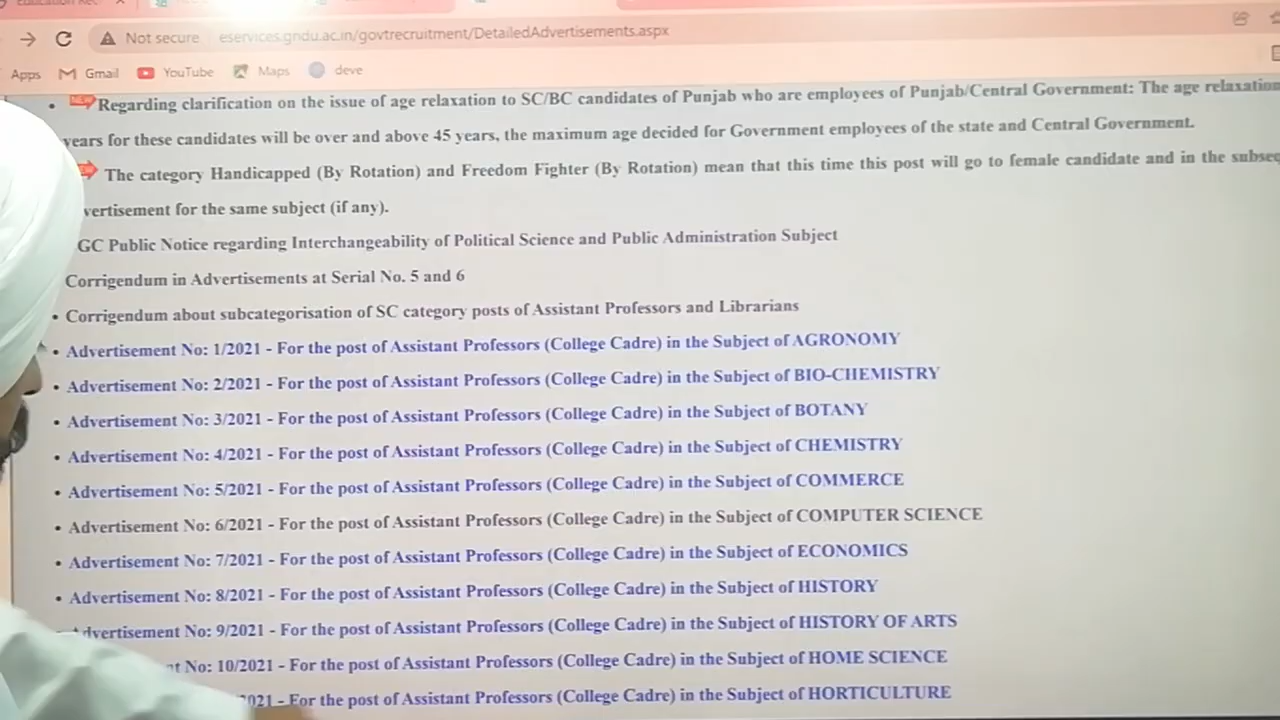 Not secure eservices.gndu.ac.in/govtrecruitment/DetailedAdvertisements.aspx
Apps Gmail YouTube Maps deve
• NEW Regarding clarification on the issue of age relaxation to SC/BC candidates of Punjab who are employees of Punjab/Central Government: The age relaxation
years for these candidates will be over and above 45 years, the maximum age decided for Government employees of the state and Central Government.
The category Handicapped (By Rotation) and Freedom Fighter (By Rotation) mean that this time this post will go to female candidate and in the subseq
vertisement for the same subject (if any).
GC Public Notice regarding Interchangeability of Political Science and Public Administration Subject
Corrigendum in Advertisements at Serial No. 5 and 6
• Corrigendum about subcategorisation of SC category posts of Assistant Professors and Librarians
• Advertisement No: 1/2021 - For the post of Assistant Professors (College Cadre) in the Subject of AGRONOMY
• Advertisement No: 2/2021 - For the post of Assistant Professors (College Cadre) in the Subject of BIO-CHEMISTRY
• Advertisement No: 3/2021 - For the post of Assistant Professors (College Cadre) in the Subject of BOTANY
• Advertisement No: 4/2021 - For the post of Assistant Professors (College Cadre) in the Subject of CHEMISTRY
• Advertisement No: 5/2021 - For the post of Assistant Professors (College Cadre) in the Subject of COMMERCE
• Advertisement No: 6/2021 - For the post of Assistant Professors (College Cadre) in the Subject of COMPUTER SCIENCE
• Advertisement No: 7/2021 - For the post of Assistant Professors (College Cadre) in the Subject of ECONOMICS
• Advertisement No: 8/2021 - For the post of Assistant Professors (College Cadre) in the Subject of HISTORY
dvertisement No: 9/2021 - For the post of Assistant Professors (College Cadre) in the Subject of HISTORY OF ARTS
nt No: 10/2021 - For the post of Assistant Professors (College Cadre) in the Subject of HOME SCIENCE
2021 - For the post of Assistant Professors (College Cadre) in the Subject of HORTICULTURE